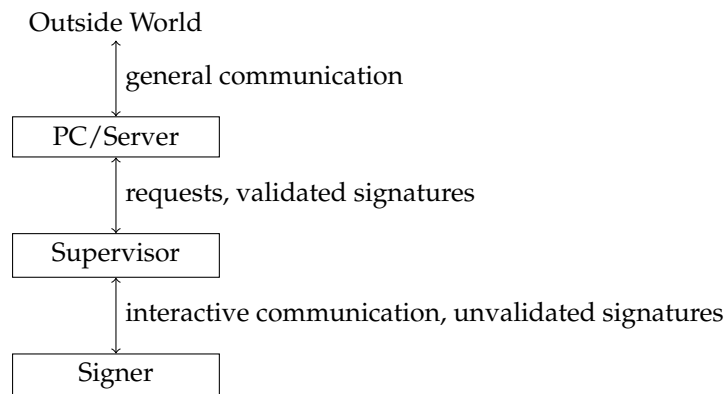 Outside World
general communication
PC/Server
requests, validated signatures
Supervisor
interactive communication, unvalidated signatures
Signer